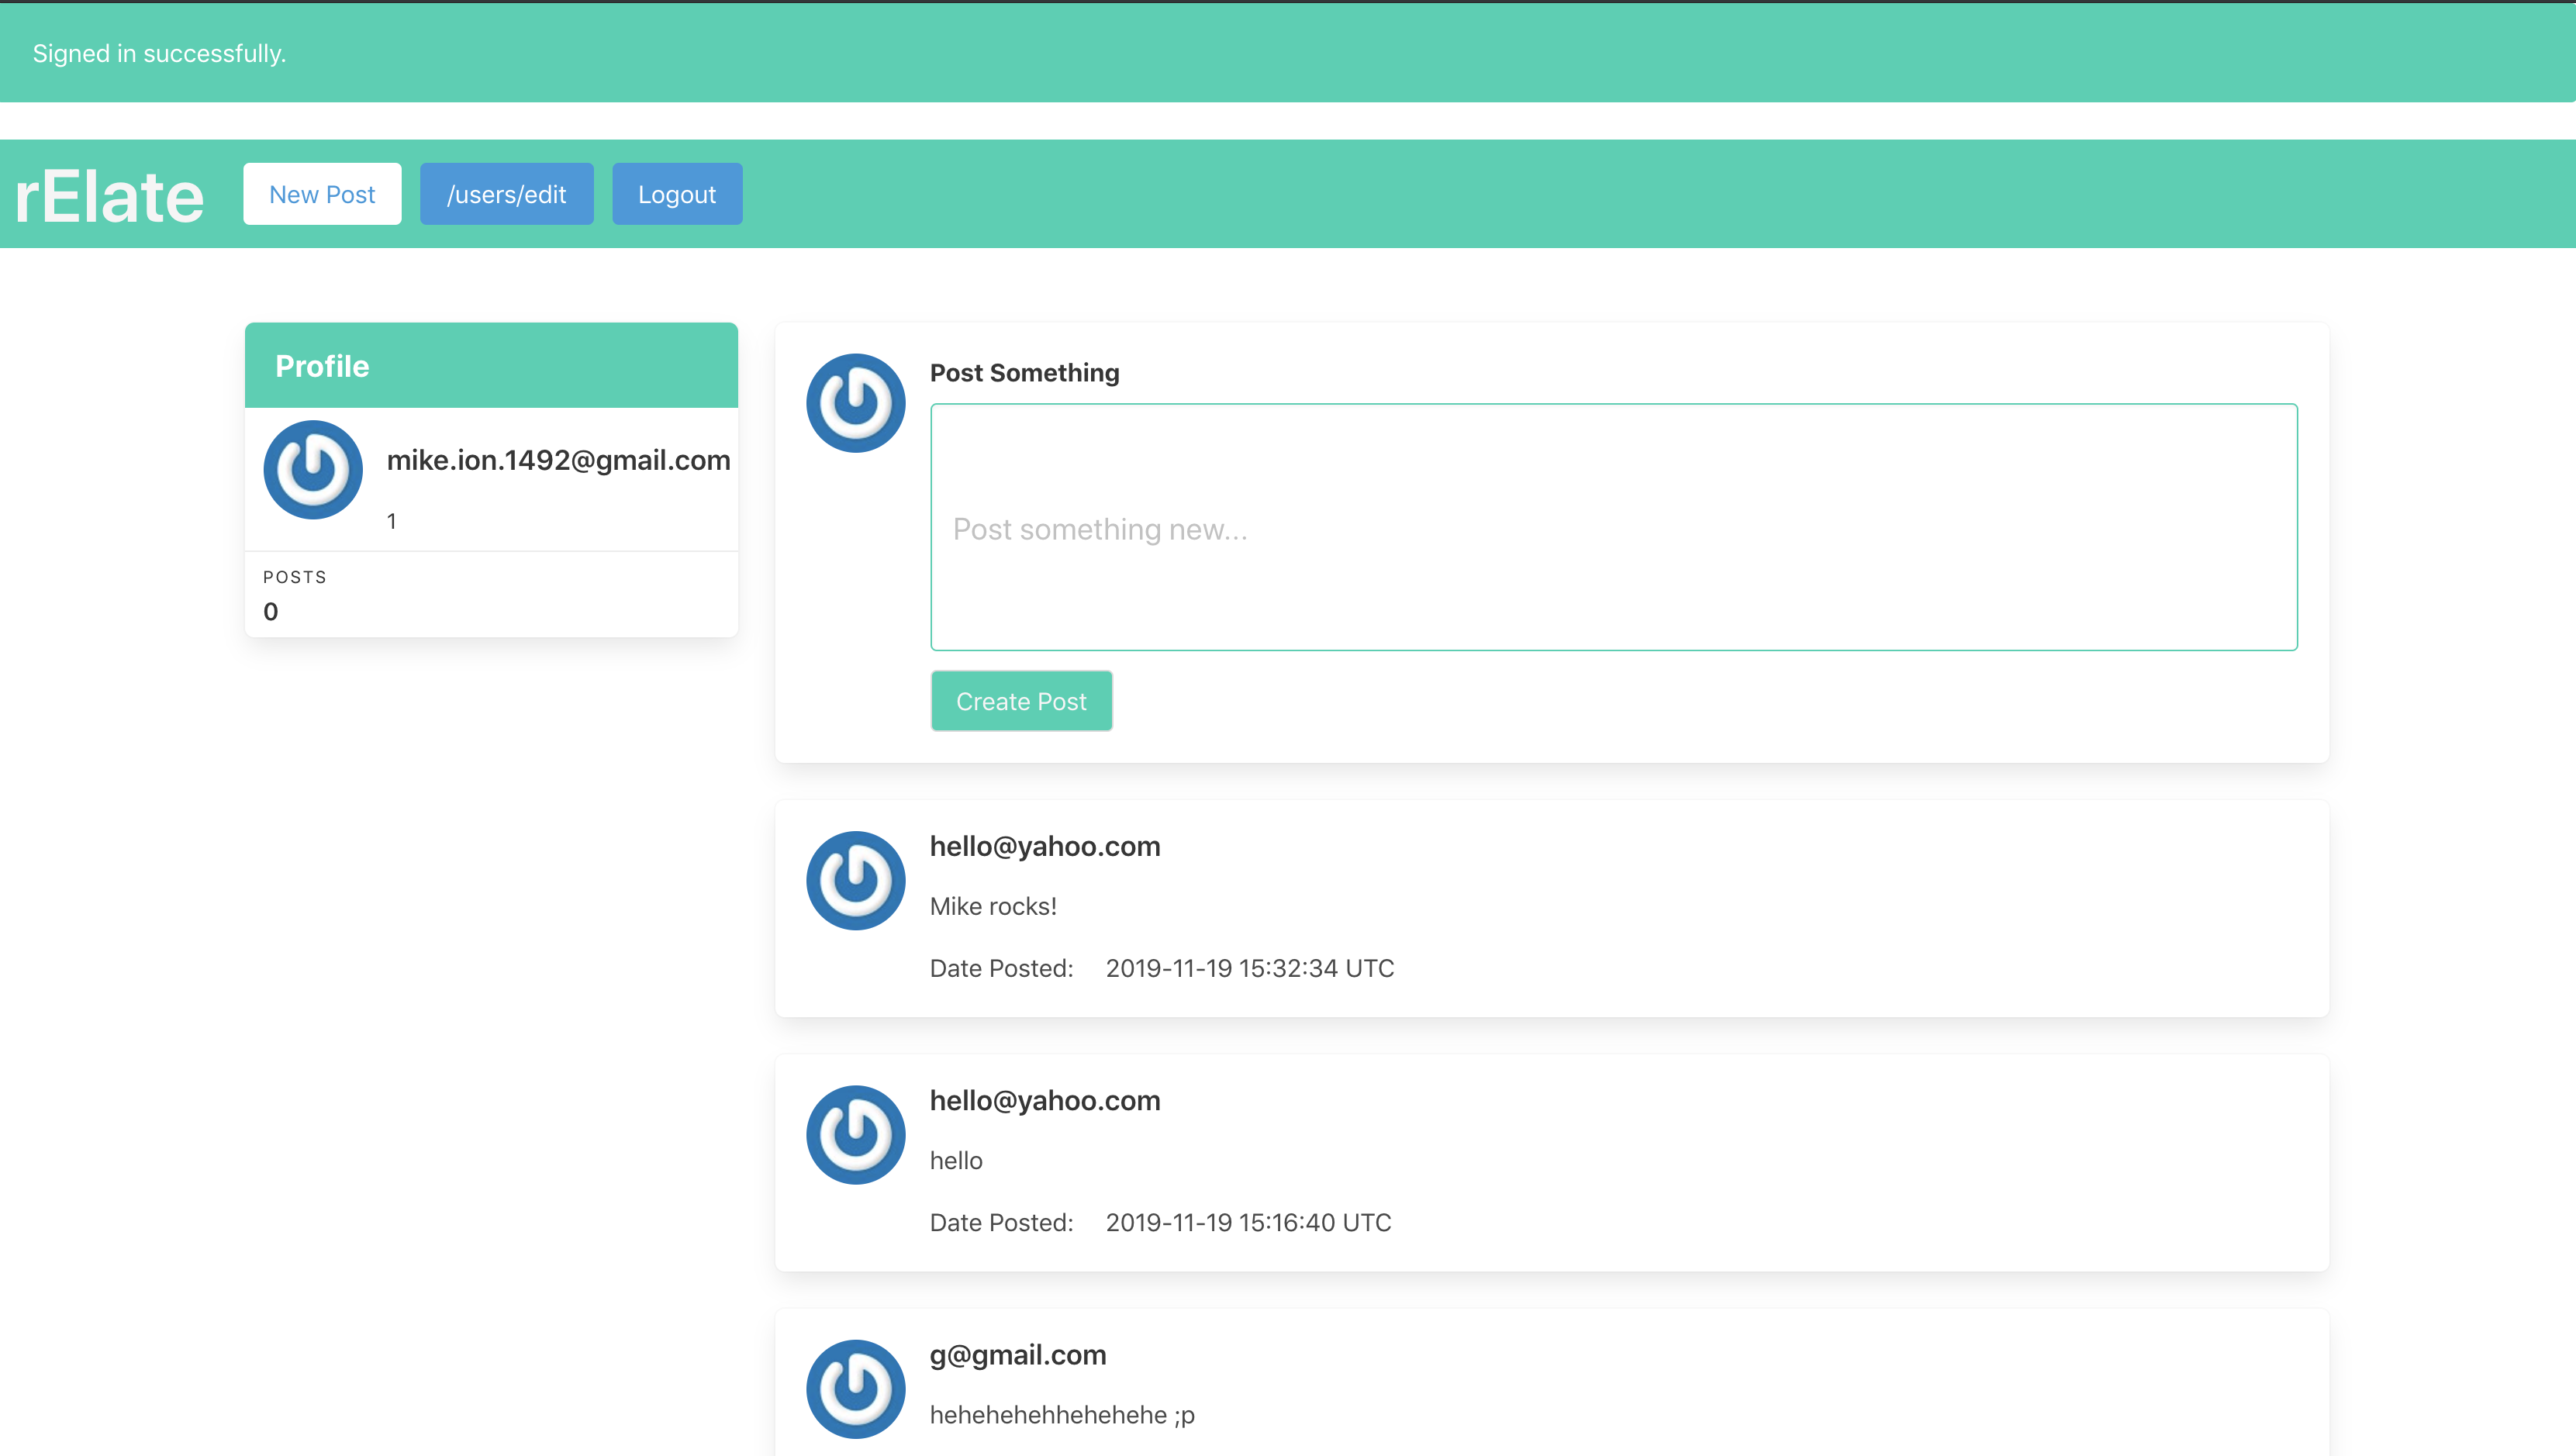 Signed in successfully.
rElate
New Post
/users/edit
Logout
Profile
mike.ion.1492@gmail.com
1
POSTS
0
Post Something
Post something new...
Create Post
hello@yahoo.com
Mike rocks!
Date Posted: 2019-11-19 15:32:34 UTC
hello@yahoo.com
hello
Date Posted: 2019-11-19 15:16:40 UTC
g@gmail.com
hehehehehhehehehe ;p